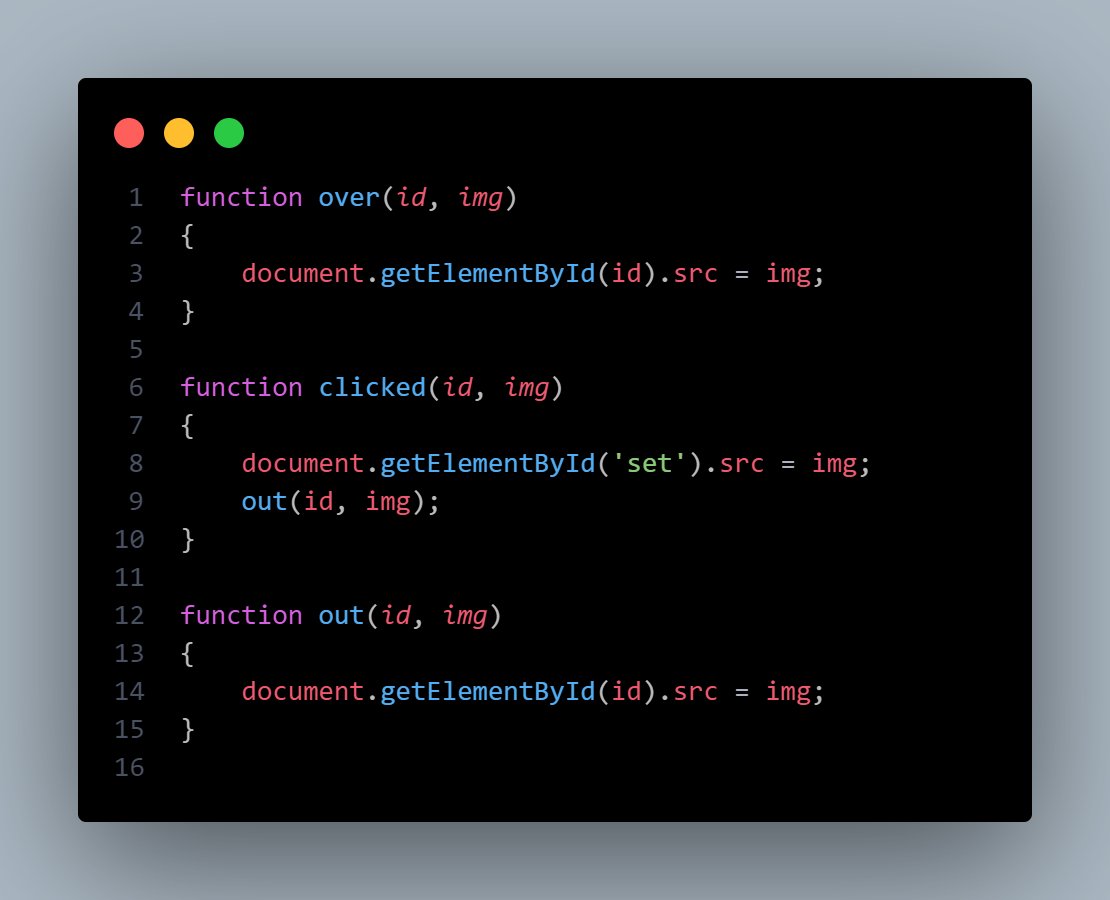 1 function over(id, img)
2 {
3     document.getElementById(id).src = img;
4 }
5
6 function clicked(id, img)
7 {
8     document.getElementById('set').src = img;
9     out(id, img);
10 }
11
12 function out(id, img)
13 {
14     document.getElementById(id).src = img;
15 }
16